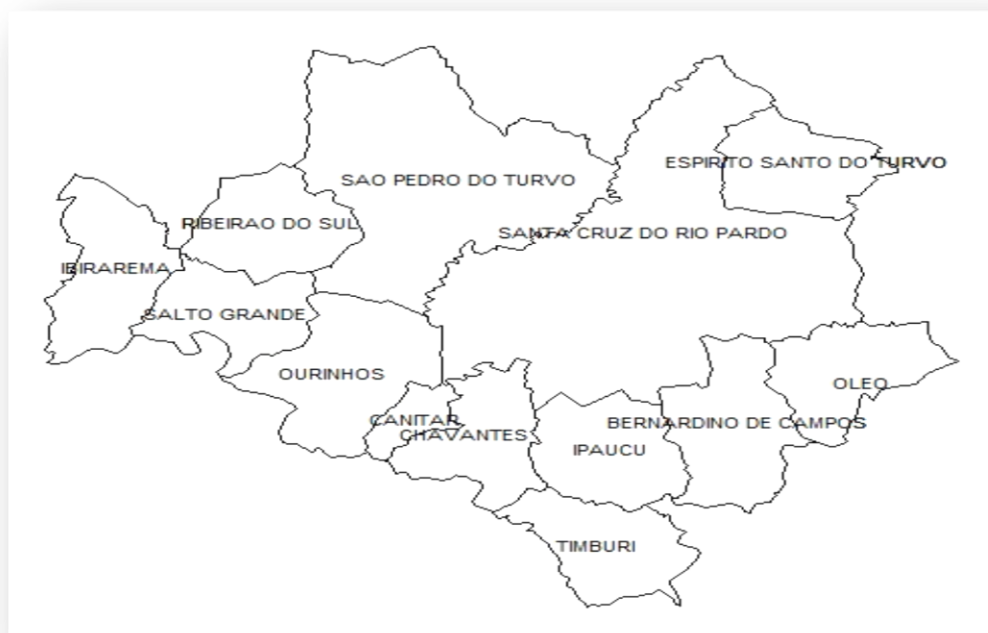 ESPIRITO SANTO DO TURVO
SAO PEDRO DO TURVO
RIBEIRAO DO SUL
SANTA CRUZ DO RIO PARDO
IBIRAREMA
SALTO GRANDE
OURINHOS
OLEO
CANITAR
BERNARDINO DE CAMPOS
CHAVANTES
IPAUCU
TIMBURI